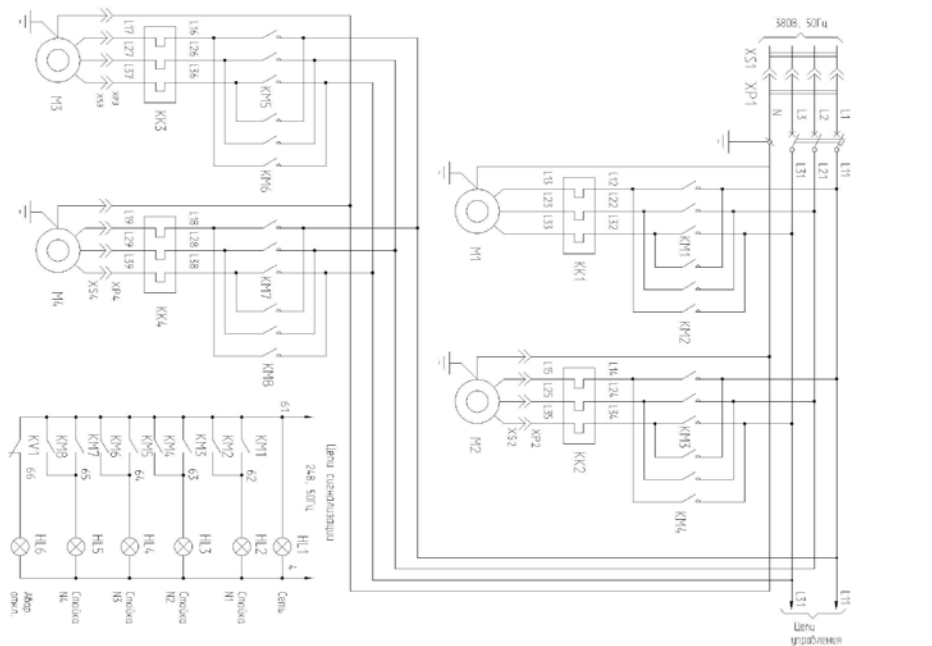 380В, 50Гц
XS1
XP1
N
L3
L2
L1
L31
L21
L11
L17
L27
L37
L16
L26
L36
XS3
XP3
M3
KK3
KM5
KM6
L19
L29
L39
L18
L28
L38
XS4
XP4
M4
KK4
KM7
KM8
L13
L23
L33
L12
L22
L32
M1
KK1
KM1
KM2
L15
L25
L35
L14
L24
L34
XS2
XP2
M2
KK2
KM3
KM4
61
Цепи сигнализации
24В, 50Гц
KV1
KM8
KM7
KM6
KM5
KM4
KM3
KM2
KM1
66
65
64
63
62
HL6
HL5
HL4
HL3
HL2
HL1
4
Авар.
откл.
Стойка
N4
Стойка
N3
Стойка
N2
Стойка
N1
Сеть
L31
L11
Цепи
управления